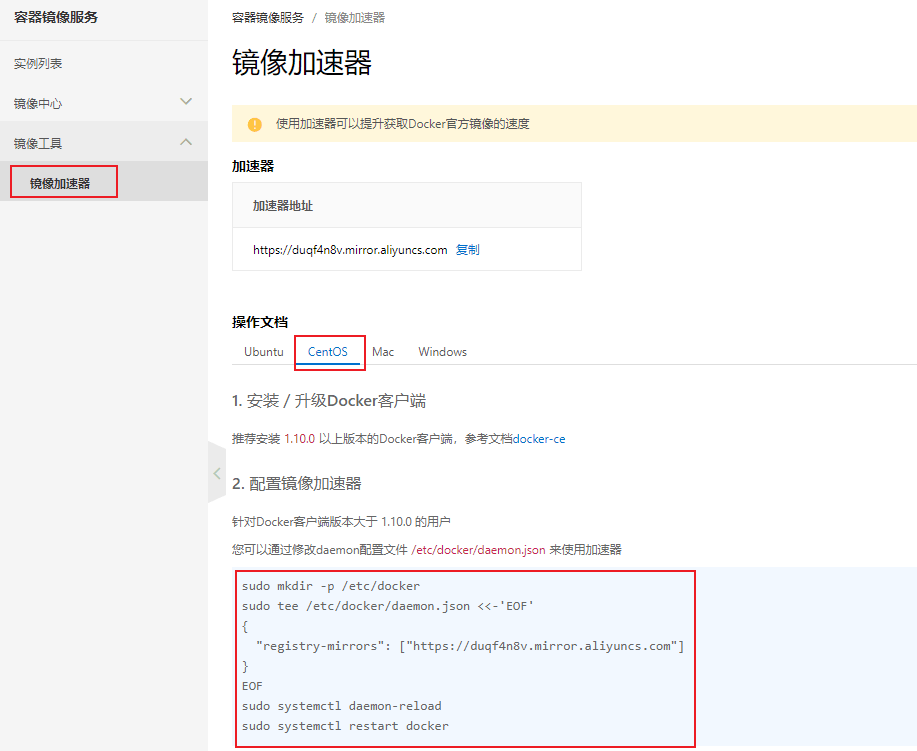 容器镜像服务
实例列表
镜像中心
镜像工具
镜像加速器
容器镜像服务 / 镜像加速器
镜像加速器
使用加速器可以提升获取Docker官方镜像的速度
加速器
加速器地址
https://duqf4n8v.mirror.aliyuncs.com 复制
操作文档
Ubuntu CentOS Mac Windows
1. 安装 / 升级Docker客户端
推荐安装 1.10.0 以上版本的Docker客户端，参考文档docker-ce
2. 配置镜像加速器
针对Docker客户端版本大于 1.10.0 的用户
您可以通过修改daemon配置文件 /etc/docker/daemon.json 来使用加速器
sudo mkdir -p /etc/docker
sudo tee /etc/docker/daemon.json <<-'EOF'
{
  "registry-mirrors": ["https://duqf4n8v.mirror.aliyuncs.com"]
}
EOF
sudo systemctl daemon-reload
sudo systemctl restart docker